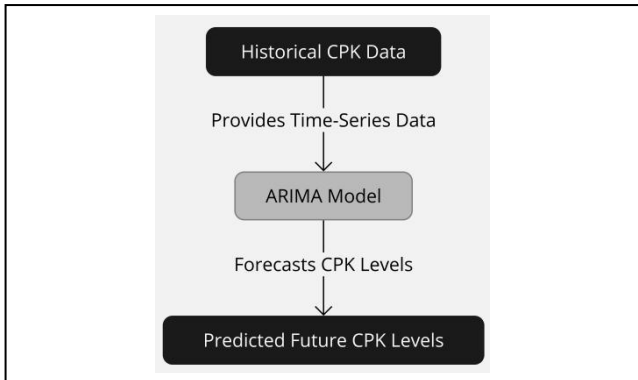 Historical CPK Data
Provides Time-Series Data
ARIMA Model
Forecasts CPK Levels
Predicted Future CPK Levels